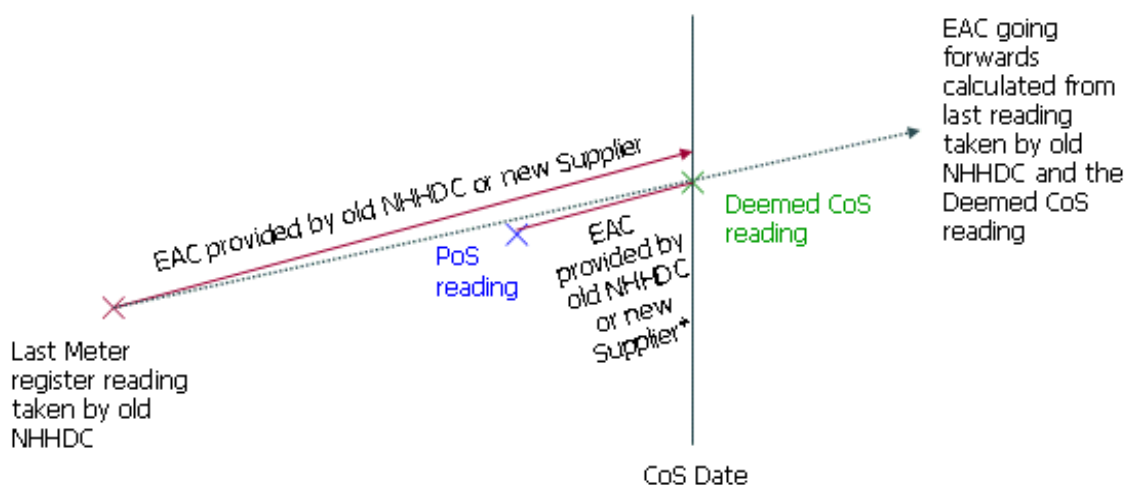 EAC going
forwards
calculated from
last reading
taken by old
NHHDC and the
Deemed CoS
reading
EAC provided by old NHHDC or new Supplier
Deemed CoS
reading
PoS
reading
EAC
provided by
old NHHDC
or new
Supplier*
Last Meter
register reading
taken by old
NHHDC
CoS Date